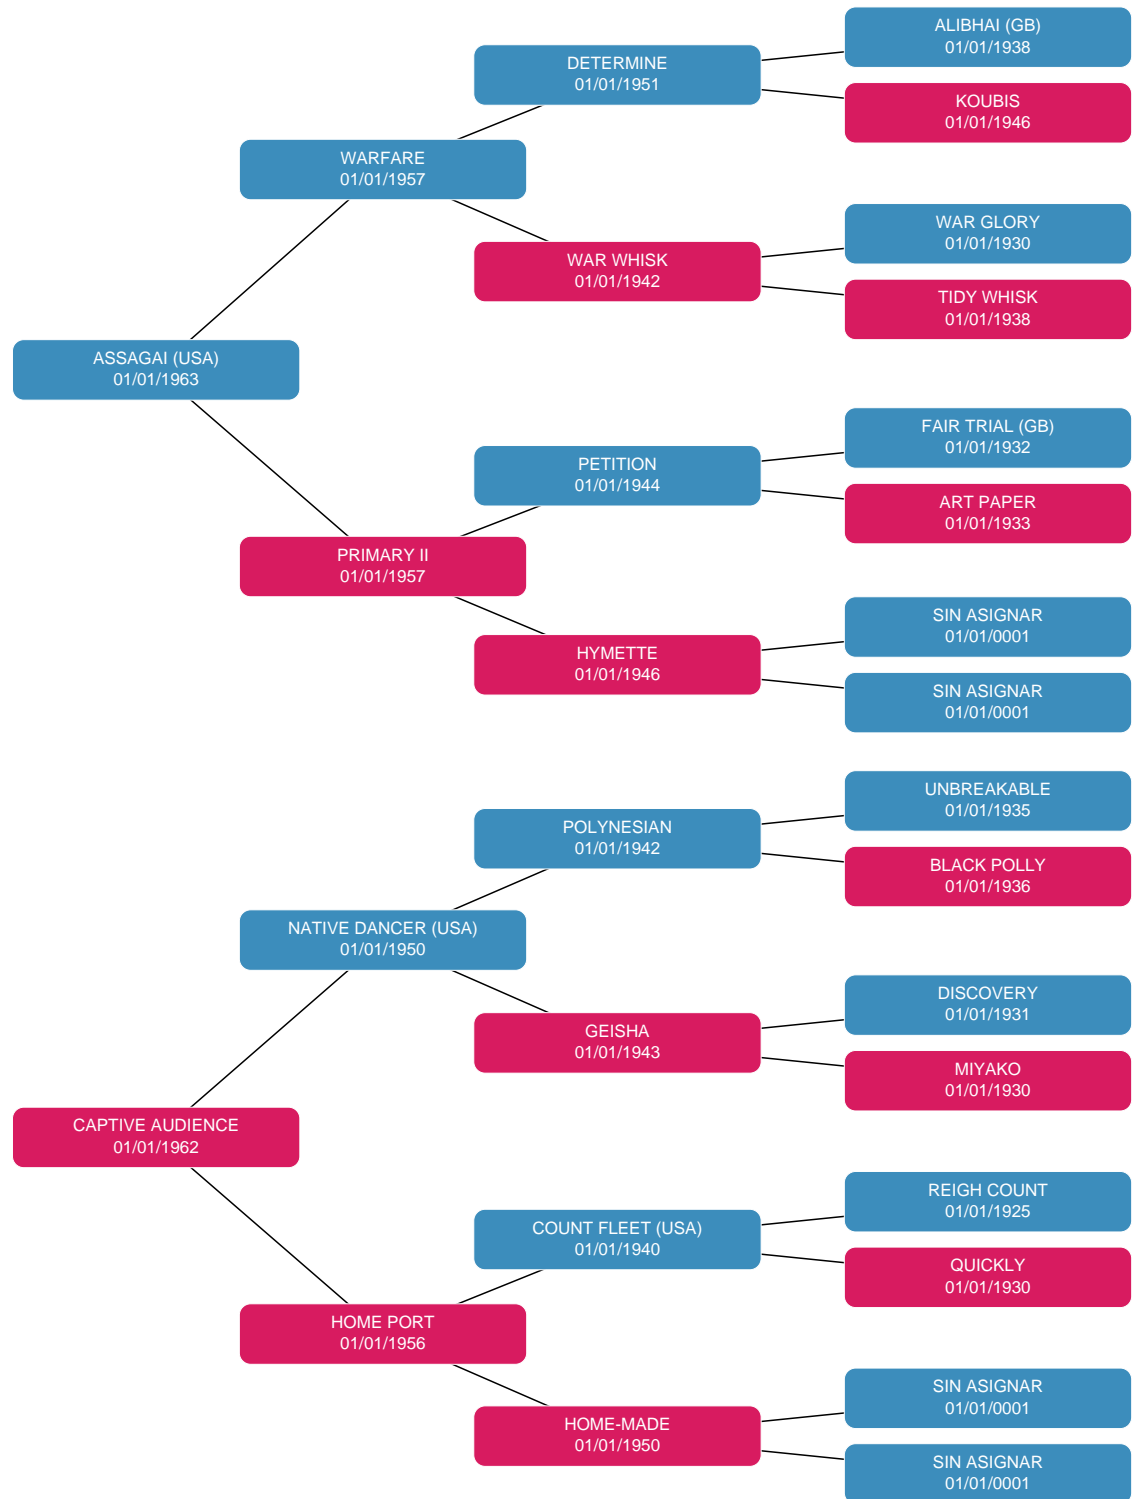 ALIBHAI (GB)
01/01/1938
DETERMINE
01/01/1951
KOUBIS
01/01/1946
WARFARE
01/01/1957
WAR GLORY
01/01/1930
WAR WHISK
01/01/1942
TIDY WHISK
01/01/1938
ASSAGAI (USA)
01/01/1963
FAIR TRIAL (GB)
01/01/1932
PETITION
01/01/1944
ART PAPER
01/01/1933
PRIMARY II
01/01/1957
SIN ASIGNAR
01/01/0001
HYMETTE
01/01/1946
SIN ASIGNAR
01/01/0001
UNBREAKABLE
01/01/1935
POLYNESIAN
01/01/1942
BLACK POLLY
01/01/1936
NATIVE DANCER (USA)
01/01/1950
DISCOVERY
01/01/1931
GEISHA
01/01/1943
MIYAKO
01/01/1930
CAPTIVE AUDIENCE
01/01/1962
REIGH COUNT
01/01/1925
COUNT FLEET (USA)
01/01/1940
QUICKLY
01/01/1930
HOME PORT
01/01/1956
SIN ASIGNAR
01/01/0001
HOME-MADE
01/01/1950
SIN ASIGNAR
01/01/0001